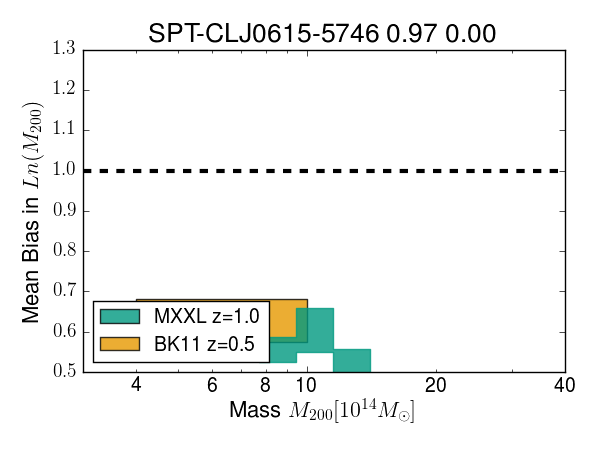 SPT-CLJ0615-5746 0.97 0.00
1.3
1.2
1.1
1.0
0.9
0.8
0.7
0.6
0.5
Mean Bias in Ln(M200)
MXXL z=1.0
BK11 z=0.5
4 6 8 10 20 40
Mass M200[10^14 M⊙]